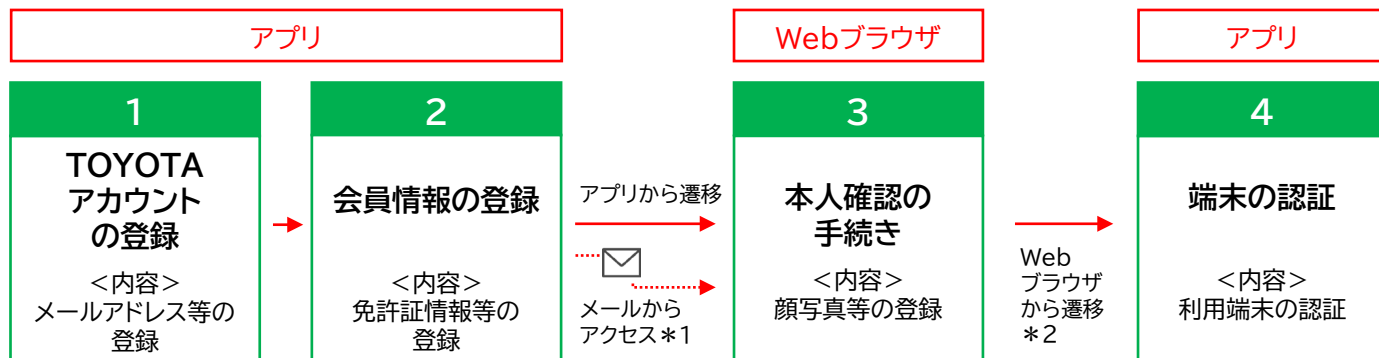 アプリ
Webブラウザ
アプリ
1
TOYOTA
アカウント
の登録
<内容>
メールアドレス等の
登録
2
会員情報の登録
<内容>
免許証情報等の
登録
アプリから遷移
メールから
アクセス*1
3
本人確認の
手続き
<内容>
顔写真等の登録
Web
ブラウザ
から遷移
*2
4
端末の認証
<内容>
利用端末の認証